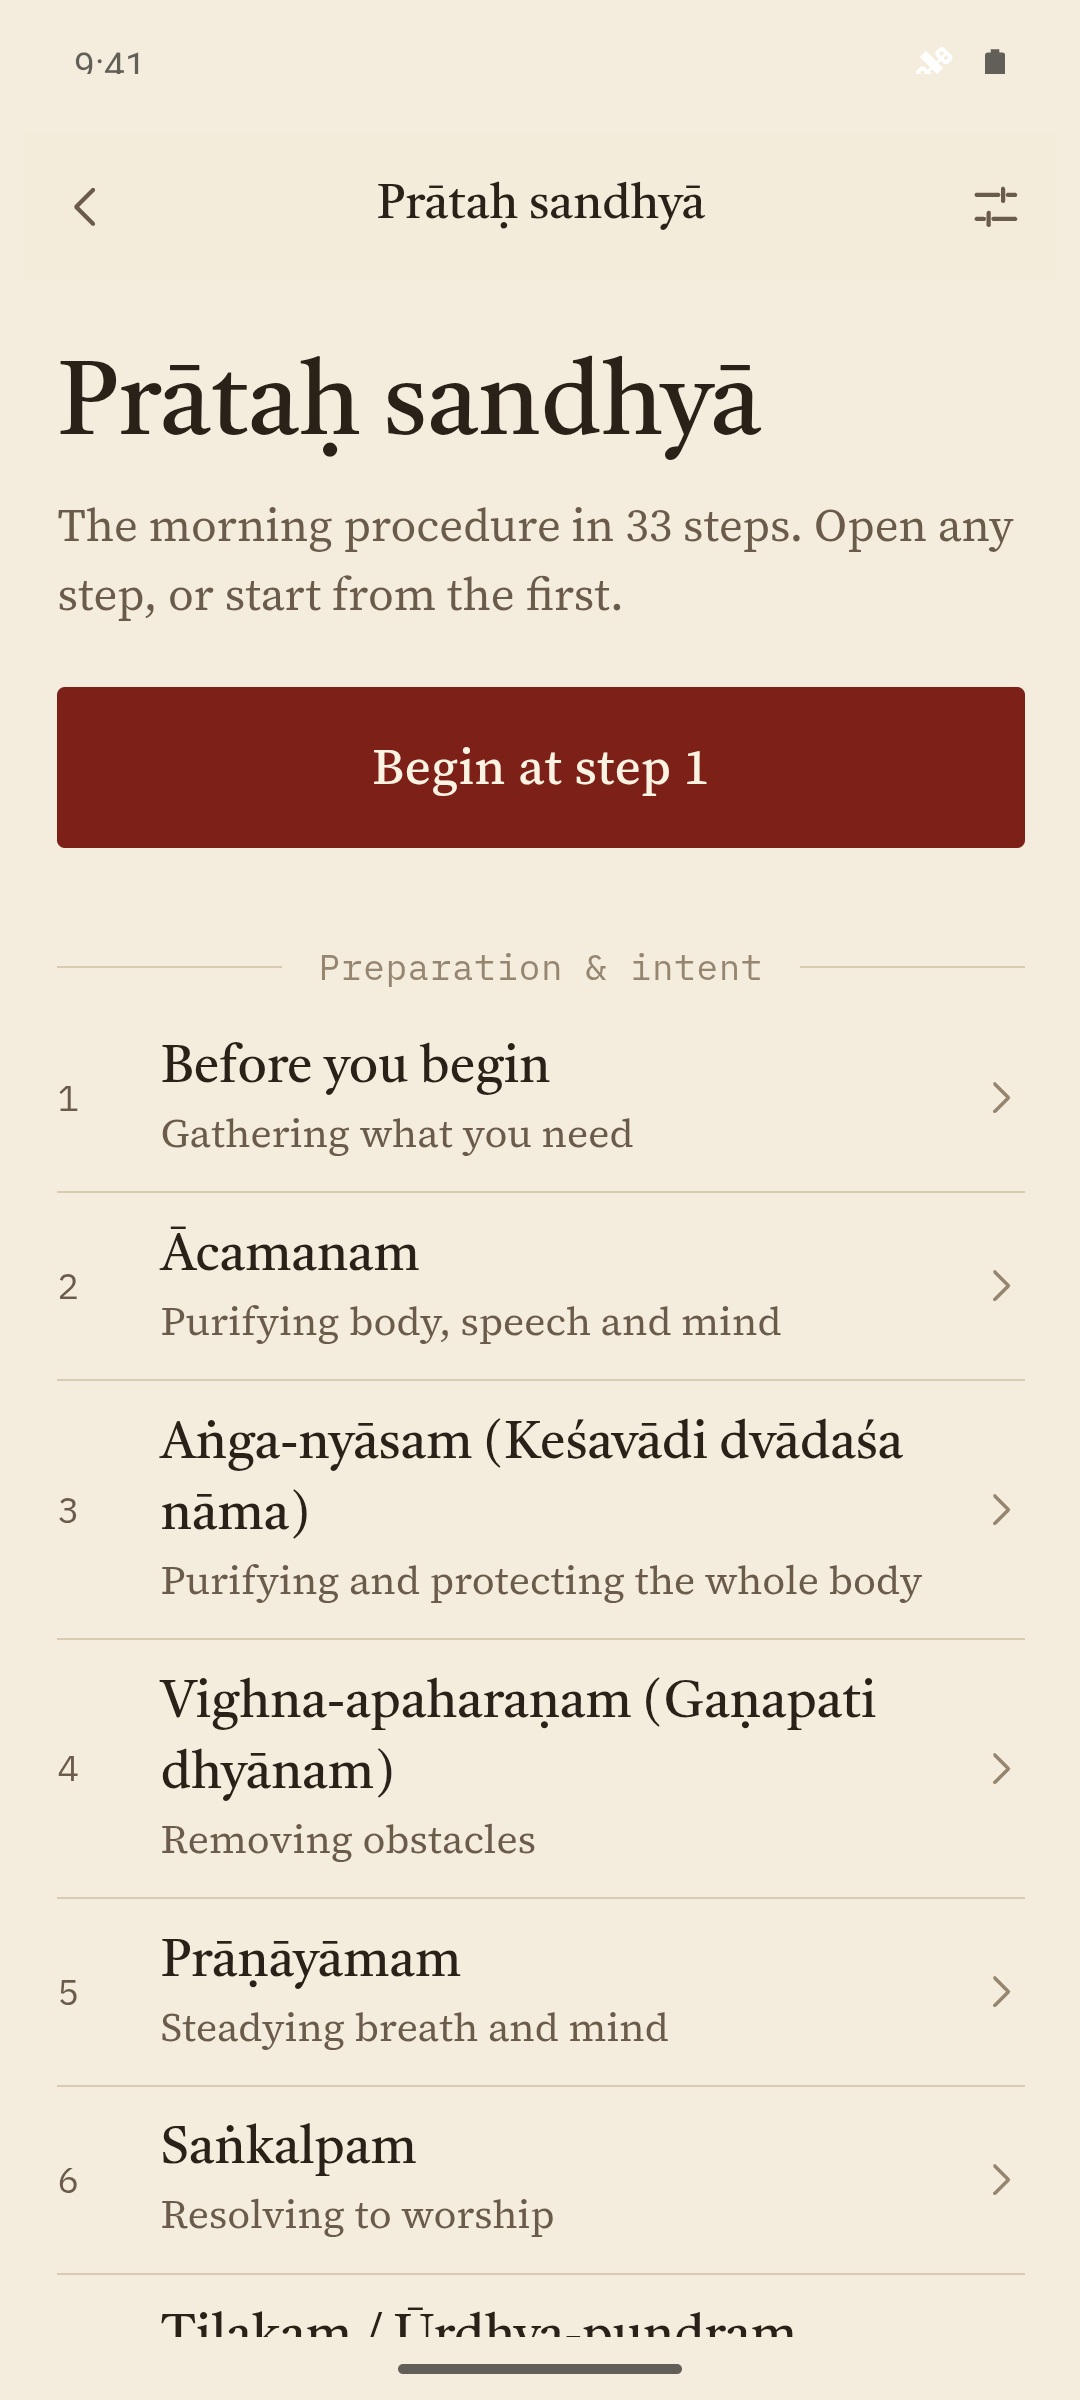 9:41
Prātaḥ sandhyā
Prātaḥ sandhyā
The morning procedure in 33 steps. Open any
step, or start from the first.
Begin at step 1
Preparation & intent
1
Before you begin
Gathering what you need
2
Ācamanam
Purifying body, speech and mind
3
Aṅga-nyāsam (Keśavādi dvādaśa
nāma)
Purifying and protecting the whole body
4
Vighna-apaharaṇam (Gaṇapati
dhyānam)
Removing obstacles
5
Prāṇāyāmam
Steadying breath and mind
6
Saṅkalpam
Resolving to worship
Tilakam / Ūrdhva-pundram